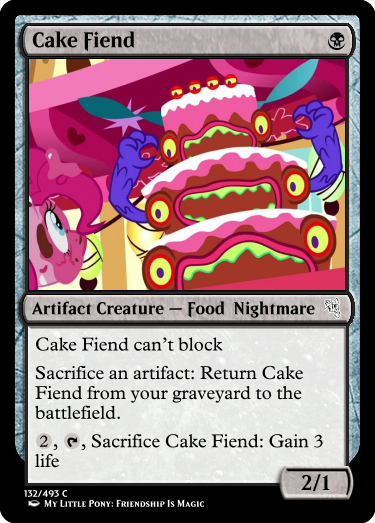 Cake Fiend
Artifact Creature — Food Nightmare
Cake Fiend can't block
Sacrifice an artifact: Return Cake
Fiend from your graveyard to the
battlefield.
2, , Sacrifice Cake Fiend: Gain 3
life
2/1
132/493 C
My Little Pony: Friendship Is Magic